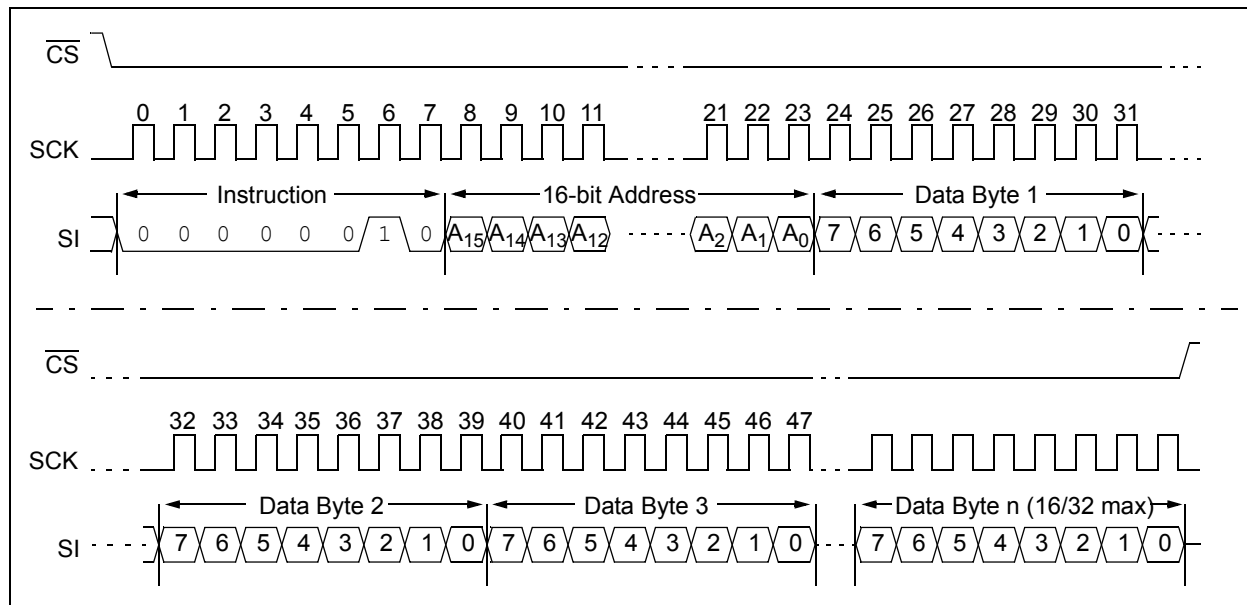 CS
0 1 2 3 4 5 6 7 8 9 10 11 21 22 23 24 25 26 27 28 29 30 31
SCK
Instruction 16-bit Address Data Byte 1
SI 0 0 0 0 0 0 1 0 A15 A14 A13 A12 A2 A1 A0 7 6 5 4 3 2 1 0
CS
32 33 34 35 36 37 38 39 40 41 42 43 44 45 46 47
SCK
Data Byte 2 Data Byte 3 Data Byte n (16/32 max)
SI 7 6 5 4 3 2 1 0 7 6 5 4 3 2 1 0 7 6 5 4 3 2 1 0